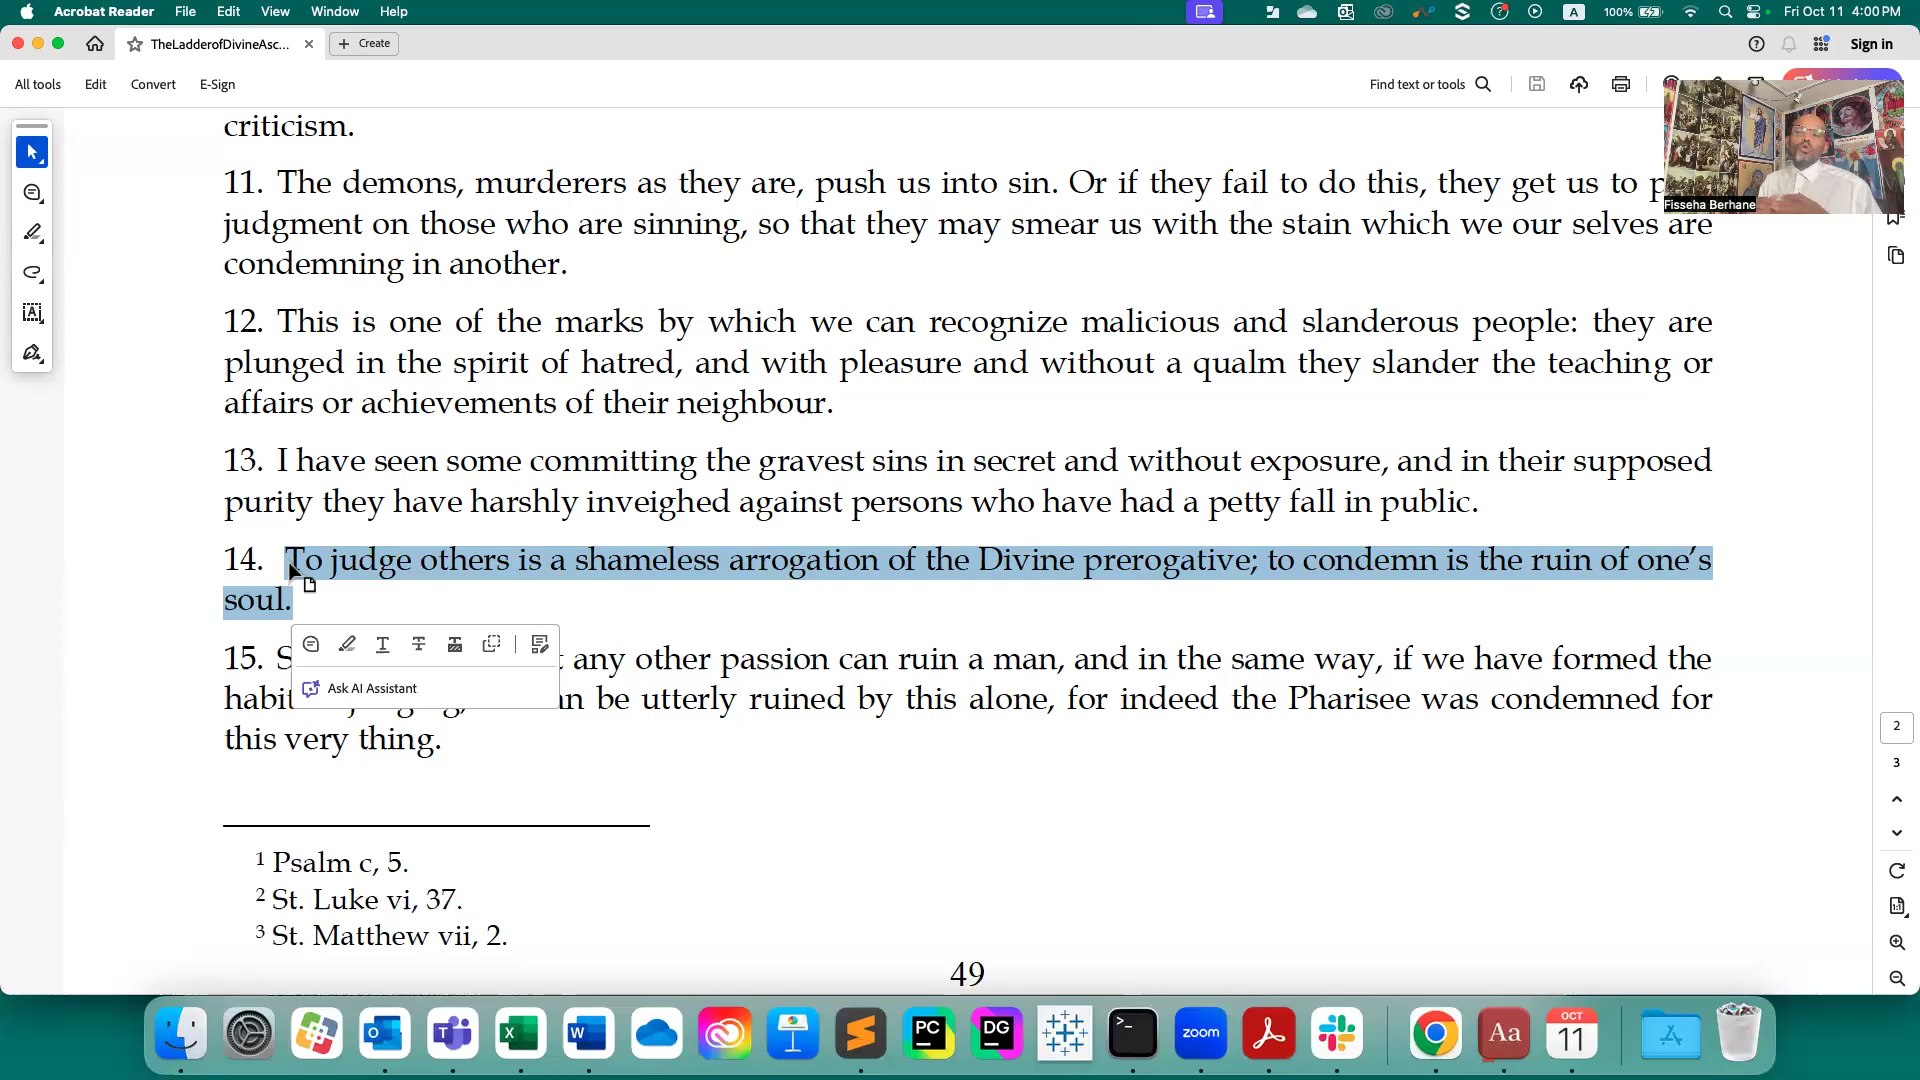 Acrobat Reader File Edit View Window Help
A 100% Fri Oct 11 4:00 PM
TheLadderofDivineAsc... Create Sign in
All tools Edit Convert E-Sign Find text or tools
Fisseha Berhane
criticism.
11. The demons, murderers as they are, push us into sin. Or if they fail to do this, they get us to
judgment on those who are sinning, so that they may smear us with the stain which we our selves are
condemning in another.
12. This is one of the marks by which we can recognize malicious and slanderous people: they are
plunged in the spirit of hatred, and with pleasure and without a qualm they slander the teaching or
affairs or achievements of their neighbour.
13. I have seen some committing the gravest sins in secret and without exposure, and in their supposed
purity they have harshly inveighed against persons who have had a petty fall in public.
14. To judge others is a shameless arrogation of the Divine prerogative; to condemn is the ruin of one's
soul.
15. any other passion can ruin a man, and in the same way, if we have formed the
Ask AI Assistant
be utterly ruined by this alone, for indeed the Pharisee was condemned for
this very thing.
1 Psalm c, 5.
2 St. Luke vi, 37.
3 St. Matthew vii, 2.
49
2
3
1:1
PC DG zoom Aa OCT 11